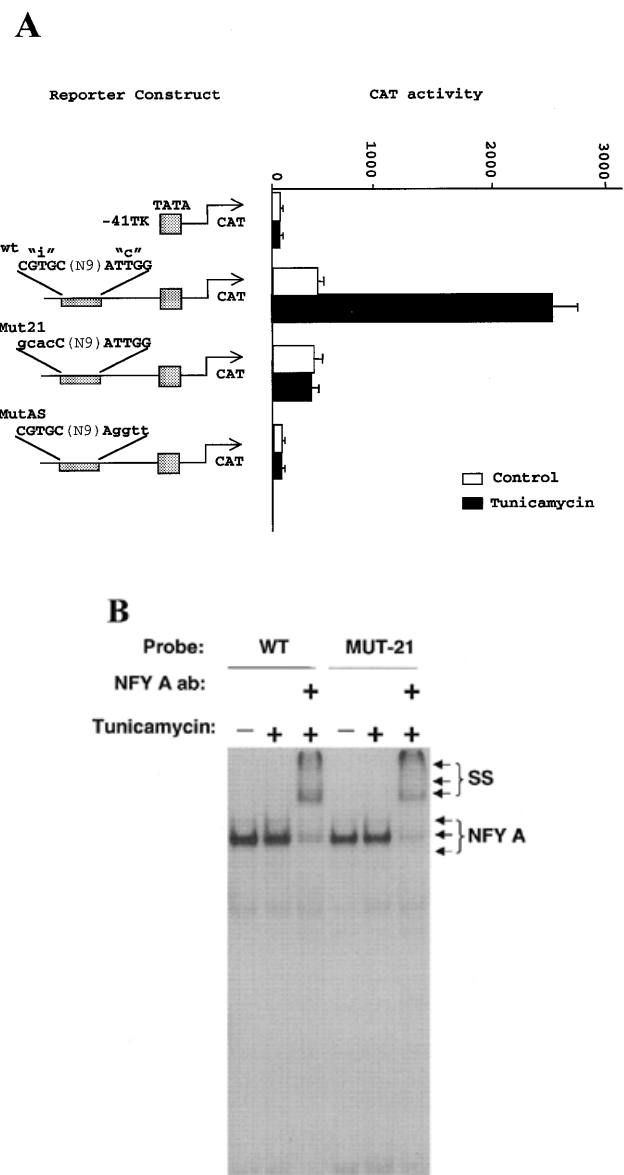 A
Reporter Construct CAT activity
0 1000 2000 3000
TATA
-41TK CAT
wt "i" "c"
CGTGC(N9)ATTGG
CAT
Mut21
gcacC(N9)ATTGG
CAT
MutAS
CGTGC(N9)Aggtt
CAT
Control
Tunicamycin
B
Probe: WT MUT-21
NFY A ab: + +
Tunicamycin: − + + − + +
SS
NFY A